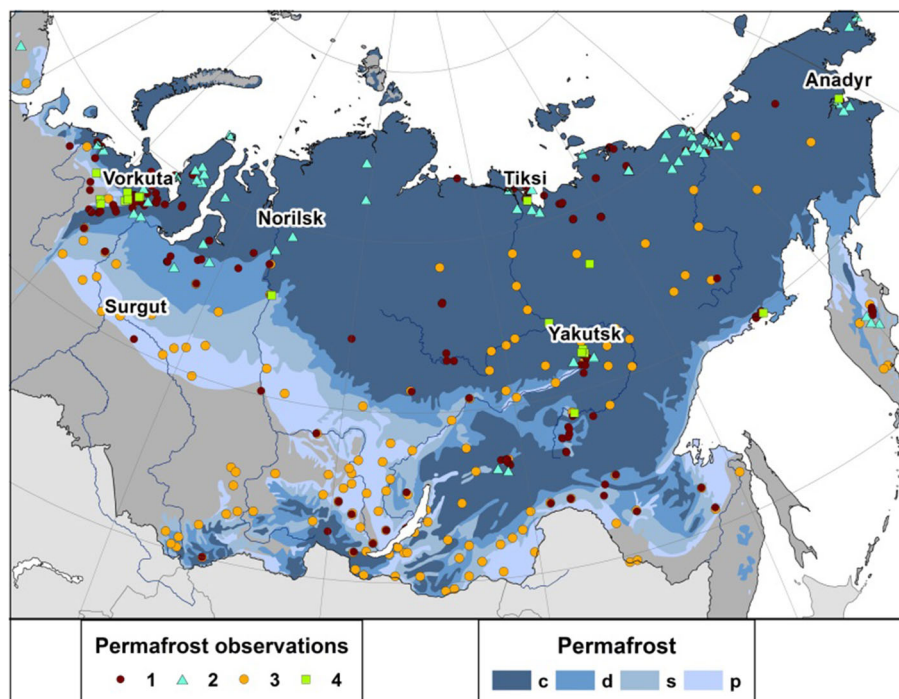 Anadyr
Vorkuta
Tiksi
Norilsk
Surgut
Yakutsk
Permafrost observations
1 2 3 4
Permafrost
c d s p